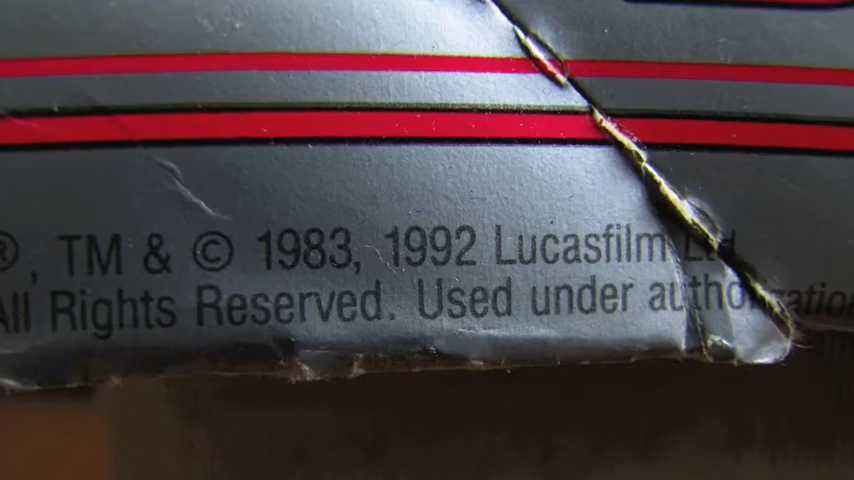 ®, TM & © 1983, 1992 Lucasfilm Ltd
All Rights Reserved. Used under authorization